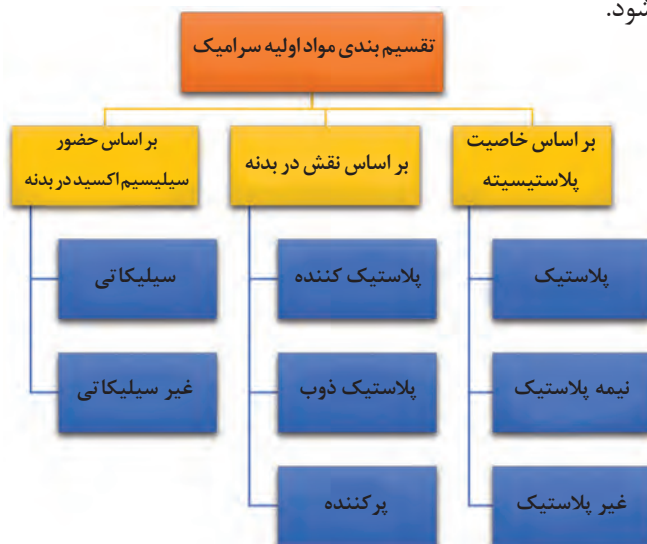 شود.
تقسیم بندی مواد اولیه سرامیک
بر اساس خاصیت
پلاستیسیته
بر اساس نقش در بدنه
بر اساس حضور
سیلیسیم اکسید در بدنه
پلاستیک
پلاستیک کننده
سیلیکاتی
نیمه پلاستیک
پلاستیک ذوب
غیر سیلیکاتی
غیر پلاستیک
پرکننده